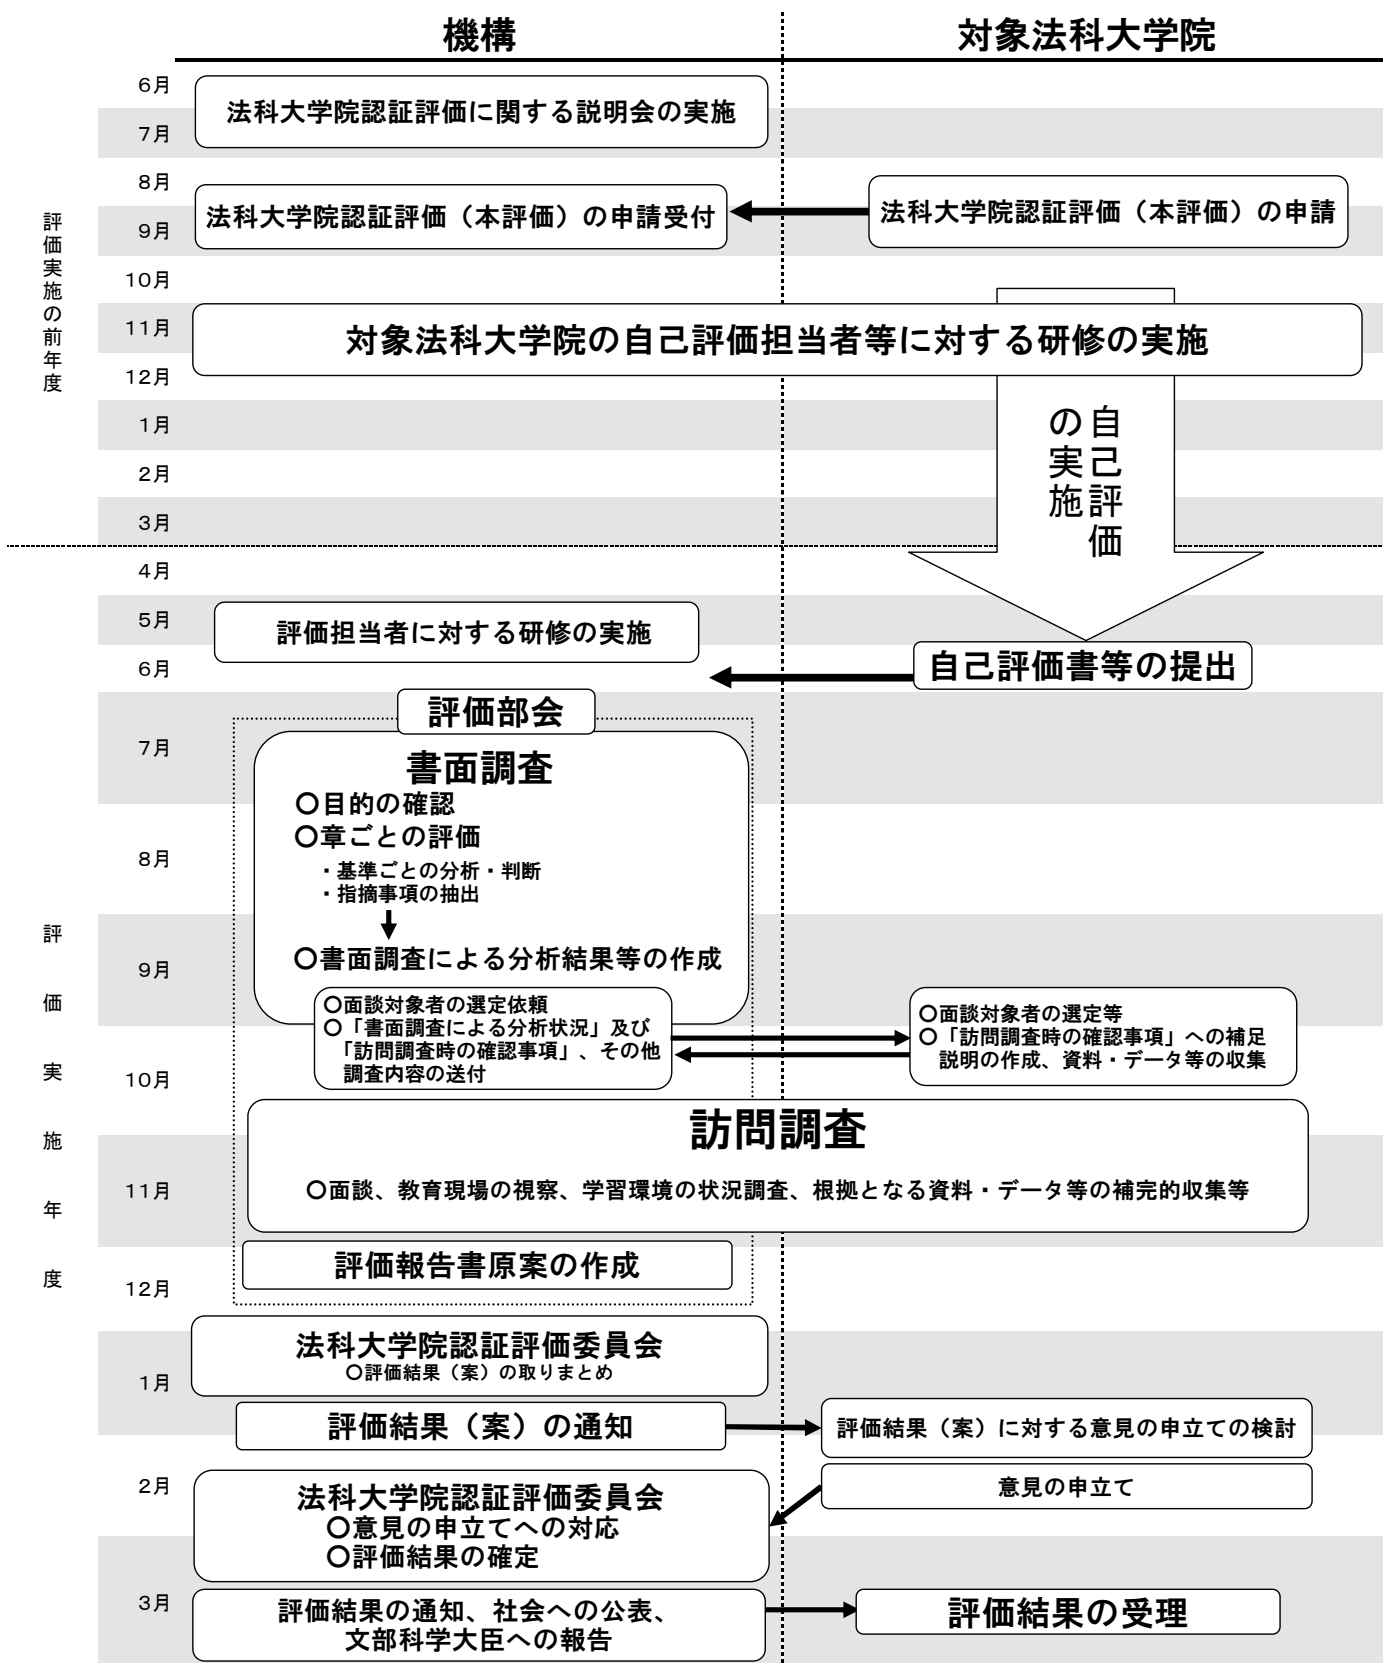 機構
対象法科大学院
評価実施の前年度
6月
法科大学院認証評価に関する説明会の実施
7月
8月
法科大学院認証評価（本評価）の申請受付
法科大学院認証評価（本評価）の申請
9月
10月
11月
対象法科大学院の自己評価担当者等に対する研修の実施
12月
1月
自己評価
の実施
2月
3月
評価実施年度
4月
5月
評価担当者に対する研修の実施
6月
自己評価書等の提出
評価部会
7月
書面調査
〇目的の確認
〇章ごとの評価
8月
・基準ごとの分析・判断
・指摘事項の抽出
〇書面調査による分析結果等の作成
9月
〇面談対象者の選定依頼
〇「書面調査による分析状況」及び
「訪問調査時の確認事項」、その他
調査内容の送付
〇面談対象者の選定等
〇「訪問調査時の確認事項」への補足
説明の作成、資料・データ等の収集
10月
訪問調査
11月
〇面談、教育現場の視察、学習環境の状況調査、根拠となる資料・データ等の補完的収集等
評価報告書原案の作成
12月
法科大学院認証評価委員会
〇評価結果（案）の取りまとめ
1月
評価結果（案）の通知
評価結果（案）に対する意見の申立ての検討
2月
意見の申立て
法科大学院認証評価委員会
〇意見の申立てへの対応
〇評価結果の確定
3月
評価結果の通知、社会への公表、
文部科学大臣への報告
評価結果の受理